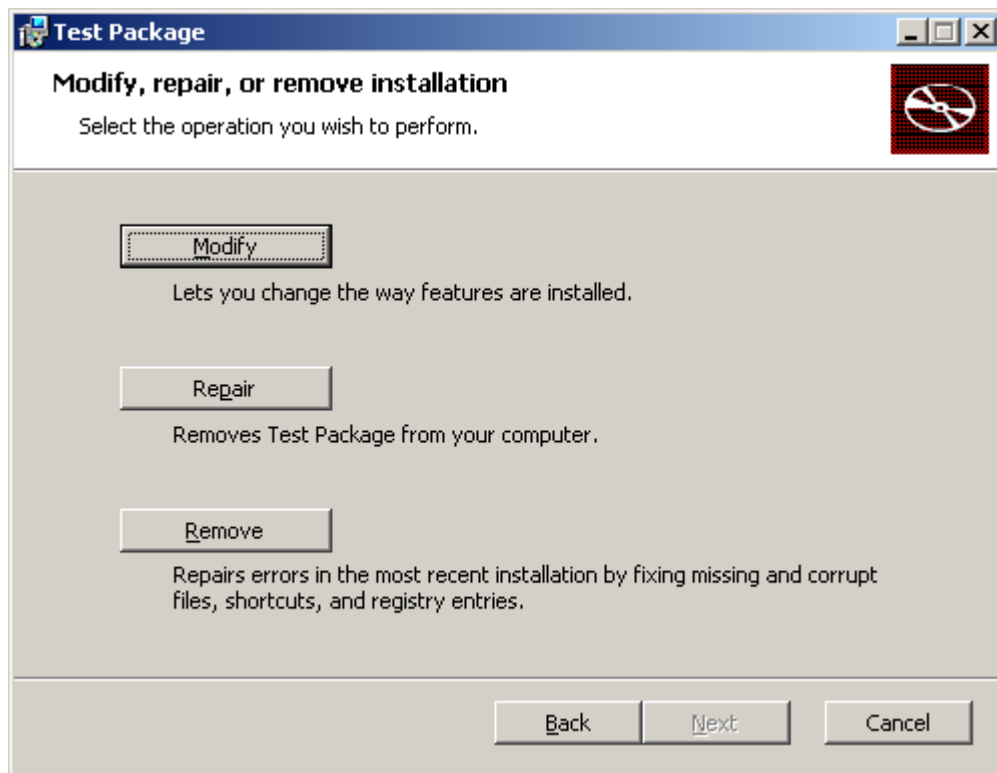 Test Package
Modify, repair, or remove installation
Select the operation you wish to perform.
Modify
Lets you change the way features are installed.
Repair
Removes Test Package from your computer.
Remove
Repairs errors in the most recent installation by fixing missing and corrupt
files, shortcuts, and registry entries.
Back
Next
Cancel